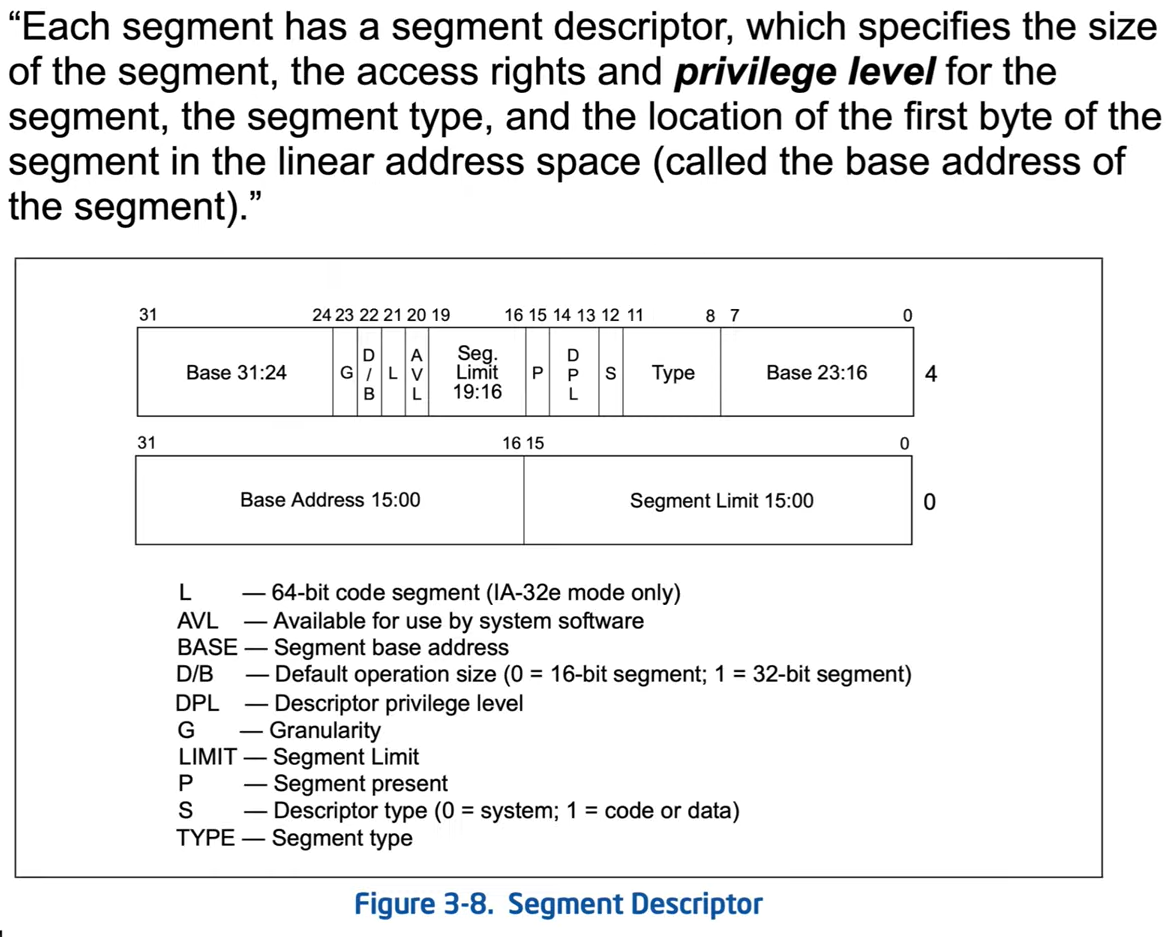 “Each segment has a segment descriptor, which specifies the size
of the segment, the access rights and privilege level for the
segment, the segment type, and the location of the first byte of the
segment in the linear address space (called the base address of
the segment).”
31 24 23 22 21 20 19 16 15 14 13 12 11 8 7 0
Base 31:24 G D/B L AVL Seg. Limit 19:16 P DPL S Type Base 23:16 4
31 16 15 0
Base Address 15:00 Segment Limit 15:00 0
L — 64-bit code segment (IA-32e mode only)
AVL — Available for use by system software
BASE — Segment base address
D/B — Default operation size (0 = 16-bit segment; 1 = 32-bit segment)
DPL — Descriptor privilege level
G — Granularity
LIMIT — Segment Limit
P — Segment present
S — Descriptor type (0 = system; 1 = code or data)
TYPE — Segment type
Figure 3-8. Segment Descriptor